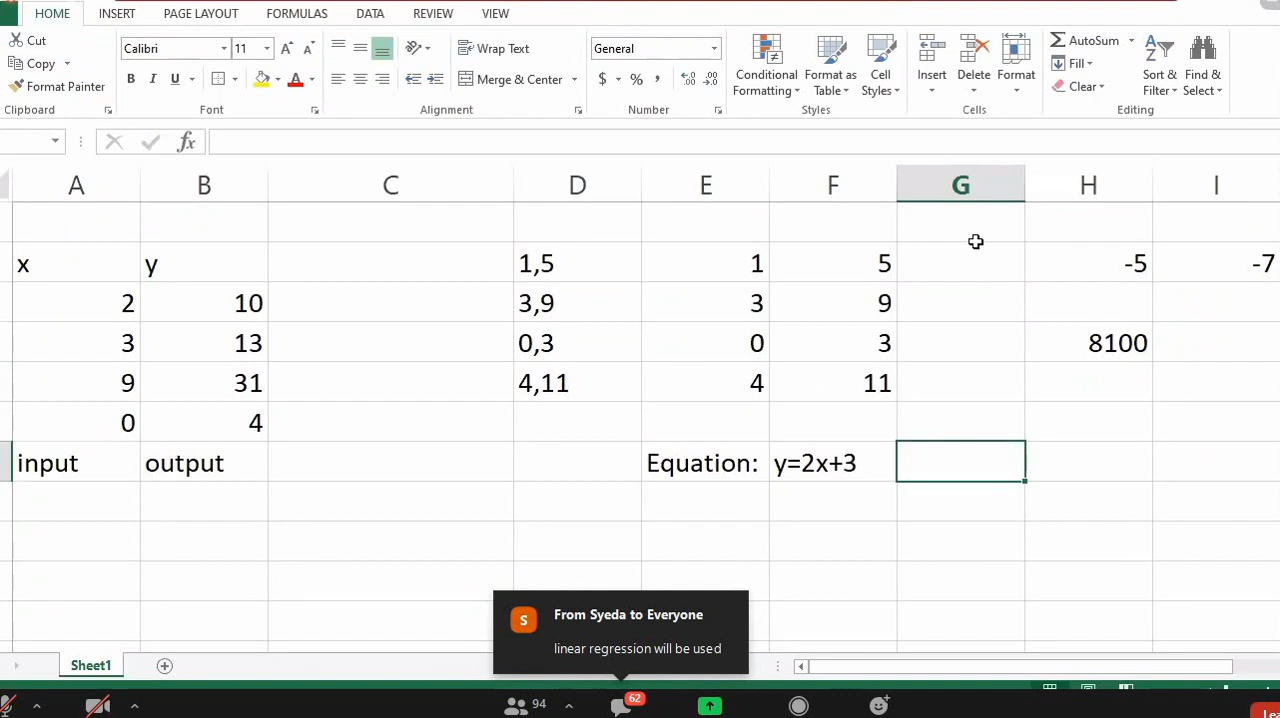 HOME INSERT PAGE LAYOUT FORMULAS DATA REVIEW VIEW
Cut
Copy
Format Painter
Clipboard
Calibri 11
B I U
Font
Wrap Text
Merge & Center
Alignment
General
$ % ,
Number
Conditional Formatting
Format as Table
Cell Styles
Styles
Insert
Delete
Format
Cells
AutoSum
Fill
Clear
Sort & Filter
Find & Select
Editing
fx
A B C D E F G H I
x y 1,5 1 5 -5 -7
2 10 3,9 3 9
3 13 0,3 0 3 8100
9 31 4,11 4 11
0 4
input output Equation: y=2x+3
S
From Syeda to Everyone
linear regression will be used
Sheet1
94
62